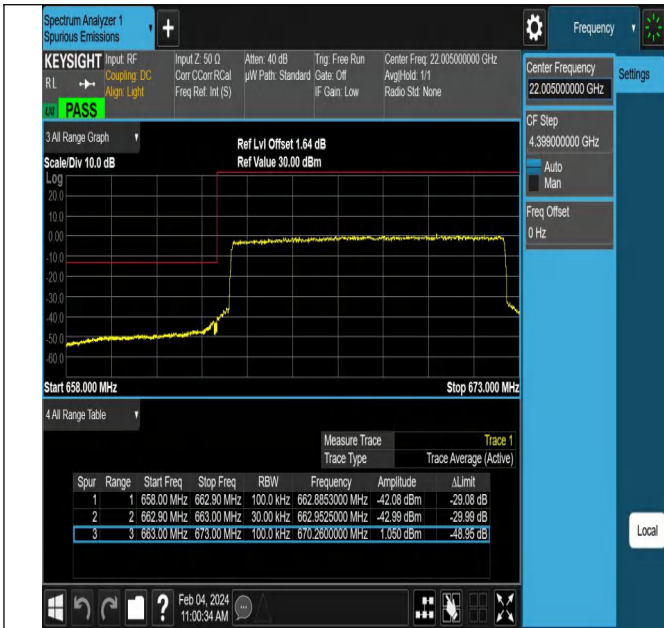 Spectrum Analyzer 1
Spurious Emissions
Frequency
KEYSIGHT Input: RF Input Z: 50 Ω Atten: 40 dB Trig: Free Run Center Freq: 22.005000000 GHz
RL Coupling: DC Corr CCorr RCal µW Path: Standard Gate: Off Avg|Hold: 1/1
Align: Light Freq Ref: Int (S) IF Gain: Low Radio Std: None
LXI PASS
Center Frequency
22.005000000 GHz
Settings
CF Step
4.399000000 GHz
Auto
Man
Freq Offset
0 Hz
3 All Range Graph
Ref Lvl Offset 1.64 dB
Scale/Div 10.0 dB Ref Value 30.00 dBm
Log
20.0
10.0
0.00
-10.0
-20.0
-30.0
-40.0
-50.0
-60.0
Start 658.000 MHz Stop 673.000 MHz
4 All Range Table
Measure Trace Trace 1
Trace Type Trace Average (Active)
Spur Range Start Freq Stop Freq RBW Frequency Amplitude ΔLimit
1 1 658.00 MHz 662.90 MHz 100.0 kHz 662.8853000 MHz -42.08 dBm -29.08 dB
2 2 662.90 MHz 663.00 MHz 30.00 kHz 662.9525000 MHz -42.99 dBm -29.99 dB
3 3 663.00 MHz 673.00 MHz 100.0 kHz 670.2600000 MHz 1.050 dBm -48.95 dB
Local
Feb 04, 2024
11:00:34 AM